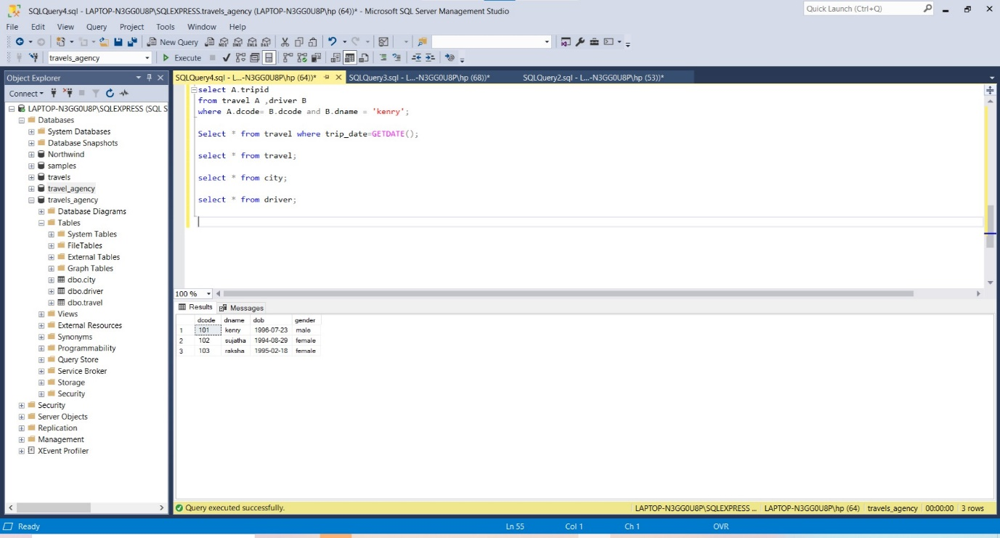 SQLQuery4.sql - LAPTOP-N3GG0U8P\SQLEXPRESS.travels_agency (LAPTOP-N3GG0U8P\hp (64))* - Microsoft SQL Server Management Studio
Quick Launch (Ctrl+Q)
File Edit View Query Project Tools Window Help
New Query
travels_agency
Execute
Object Explorer
SQLQuery4.sql - L...-N3GG0U8P\hp (64))*
SQLQuery3.sql - L...-N3GG0U8P\hp (68))*
SQLQuery2.sql - L...-N3GG0U8P\hp (53))*
Connect
LAPTOP-N3GG0U8P\SQLEXPRESS (SQL S
Databases
System Databases
Database Snapshots
Northwind
samples
travels
travel_agency
travels_agency
Database Diagrams
Tables
System Tables
FileTables
External Tables
Graph Tables
dbo.city
dbo.driver
dbo.travel
Views
External Resources
Synonyms
Programmability
Query Store
Service Broker
Storage
Security
Security
Server Objects
Replication
Management
XEvent Profiler
select A.tripid
from travel A ,driver B
where A.dcode= B.dcode and B.dname = 'kenry';
Select * from travel where trip_date=GETDATE();
select * from travel;
select * from city;
select * from driver;
100 %
Results Messages
dcode dname dob gender
1 101 kenry 1996-07-23 male
2 102 sujatha 1994-08-29 female
3 103 raksha 1995-02-18 female
Query executed successfully.
LAPTOP-N3GG0U8P\SQLEXPRESS ... LAPTOP-N3GG0U8P\hp (64) travels_agency 00:00:00 3 rows
Ready Ln 55 Col 1 Ch 1 OVR